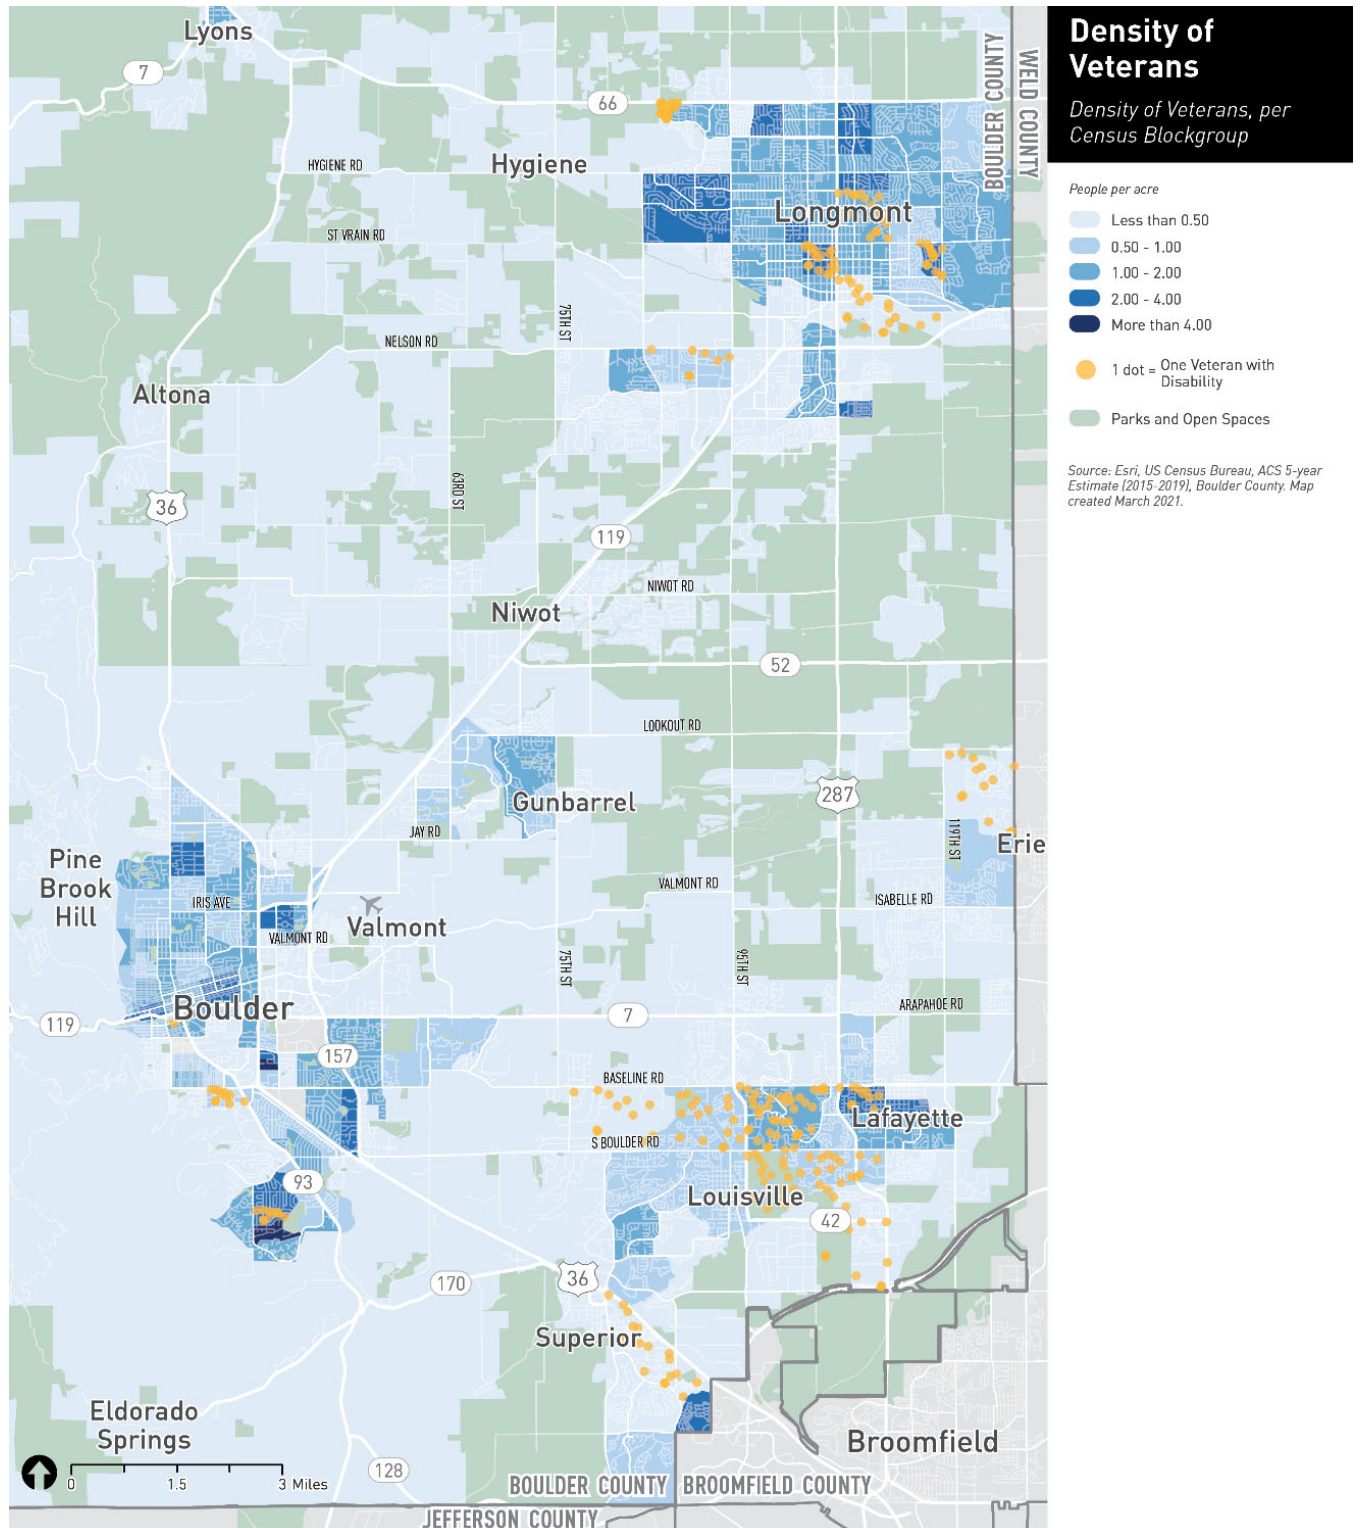 Density of
Veterans
Density of Veterans, per
Census Blockgroup
People per acre
Less than 0.50
0.50 - 1.00
1.00 - 2.00
2.00 - 4.00
More than 4.00
1 dot = One Veteran with
Disability
Parks and Open Spaces
Source: Esri, US Census Bureau, ACS 5-year
Estimate (2015-2019), Boulder County. Map
created March 2021.
Lyons
7
66
BOULDER COUNTY
WELD COUNTY
HYGIENE RD
Hygiene
Longmont
ST VRAIN RD
75TH ST
NELSON RD
Altona
63RD ST
36
119
NIWOT RD
Niwot
52
LOOKOUT RD
287
Gunbarrel
JAY RD
119TH ST
Erie
Pine
Brook
Hill
VALMONT RD
IRIS AVE
ISABELLE RD
Valmont
VALMONT RD
75TH ST
95TH ST
Boulder
ARAPAHOE RD
119
7
157
BASELINE RD
Lafayette
S BOULDER RD
93
Louisville
42
36
170
Superior
Eldorado
Springs
Broomfield
0
1.5
3 Miles
128
BOULDER COUNTY
BROOMFIELD COUNTY
JEFFERSON COUNTY